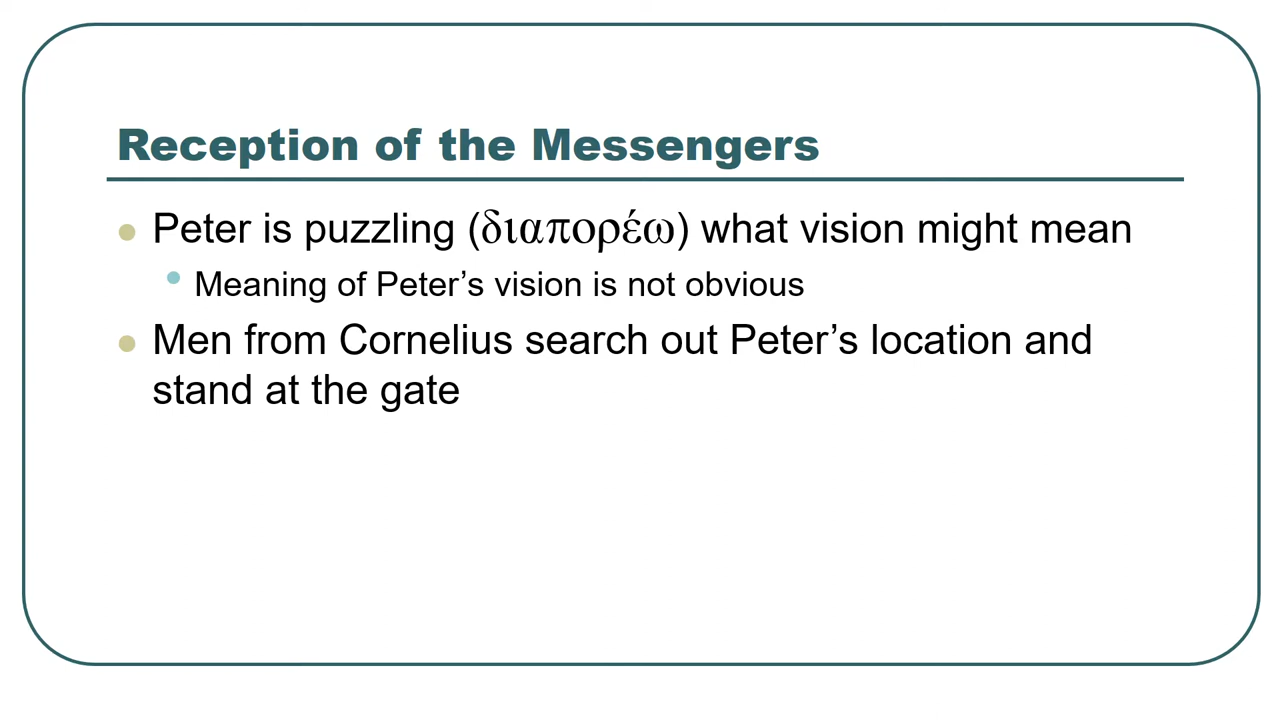 Reception of the Messengers
Peter is puzzling (διαπορέω) what vision might mean
Meaning of Peter’s vision is not obvious
Men from Cornelius search out Peter’s location and
stand at the gate